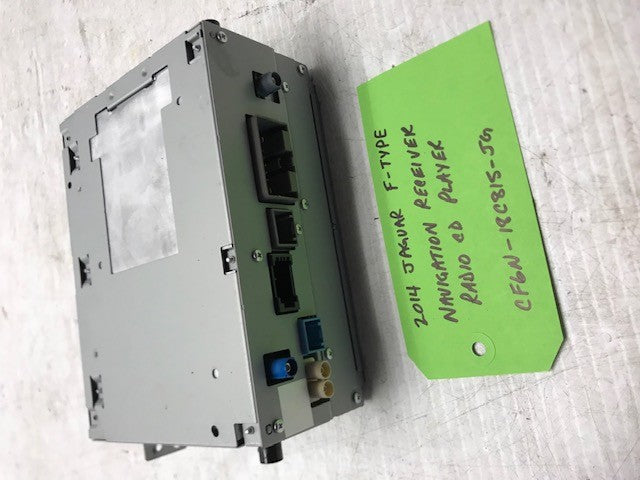 2014 JAGUAR F-TYPE
NAVIGATION RECEIVER
RADIO CD PLAYER
CF6N-18C815-JG